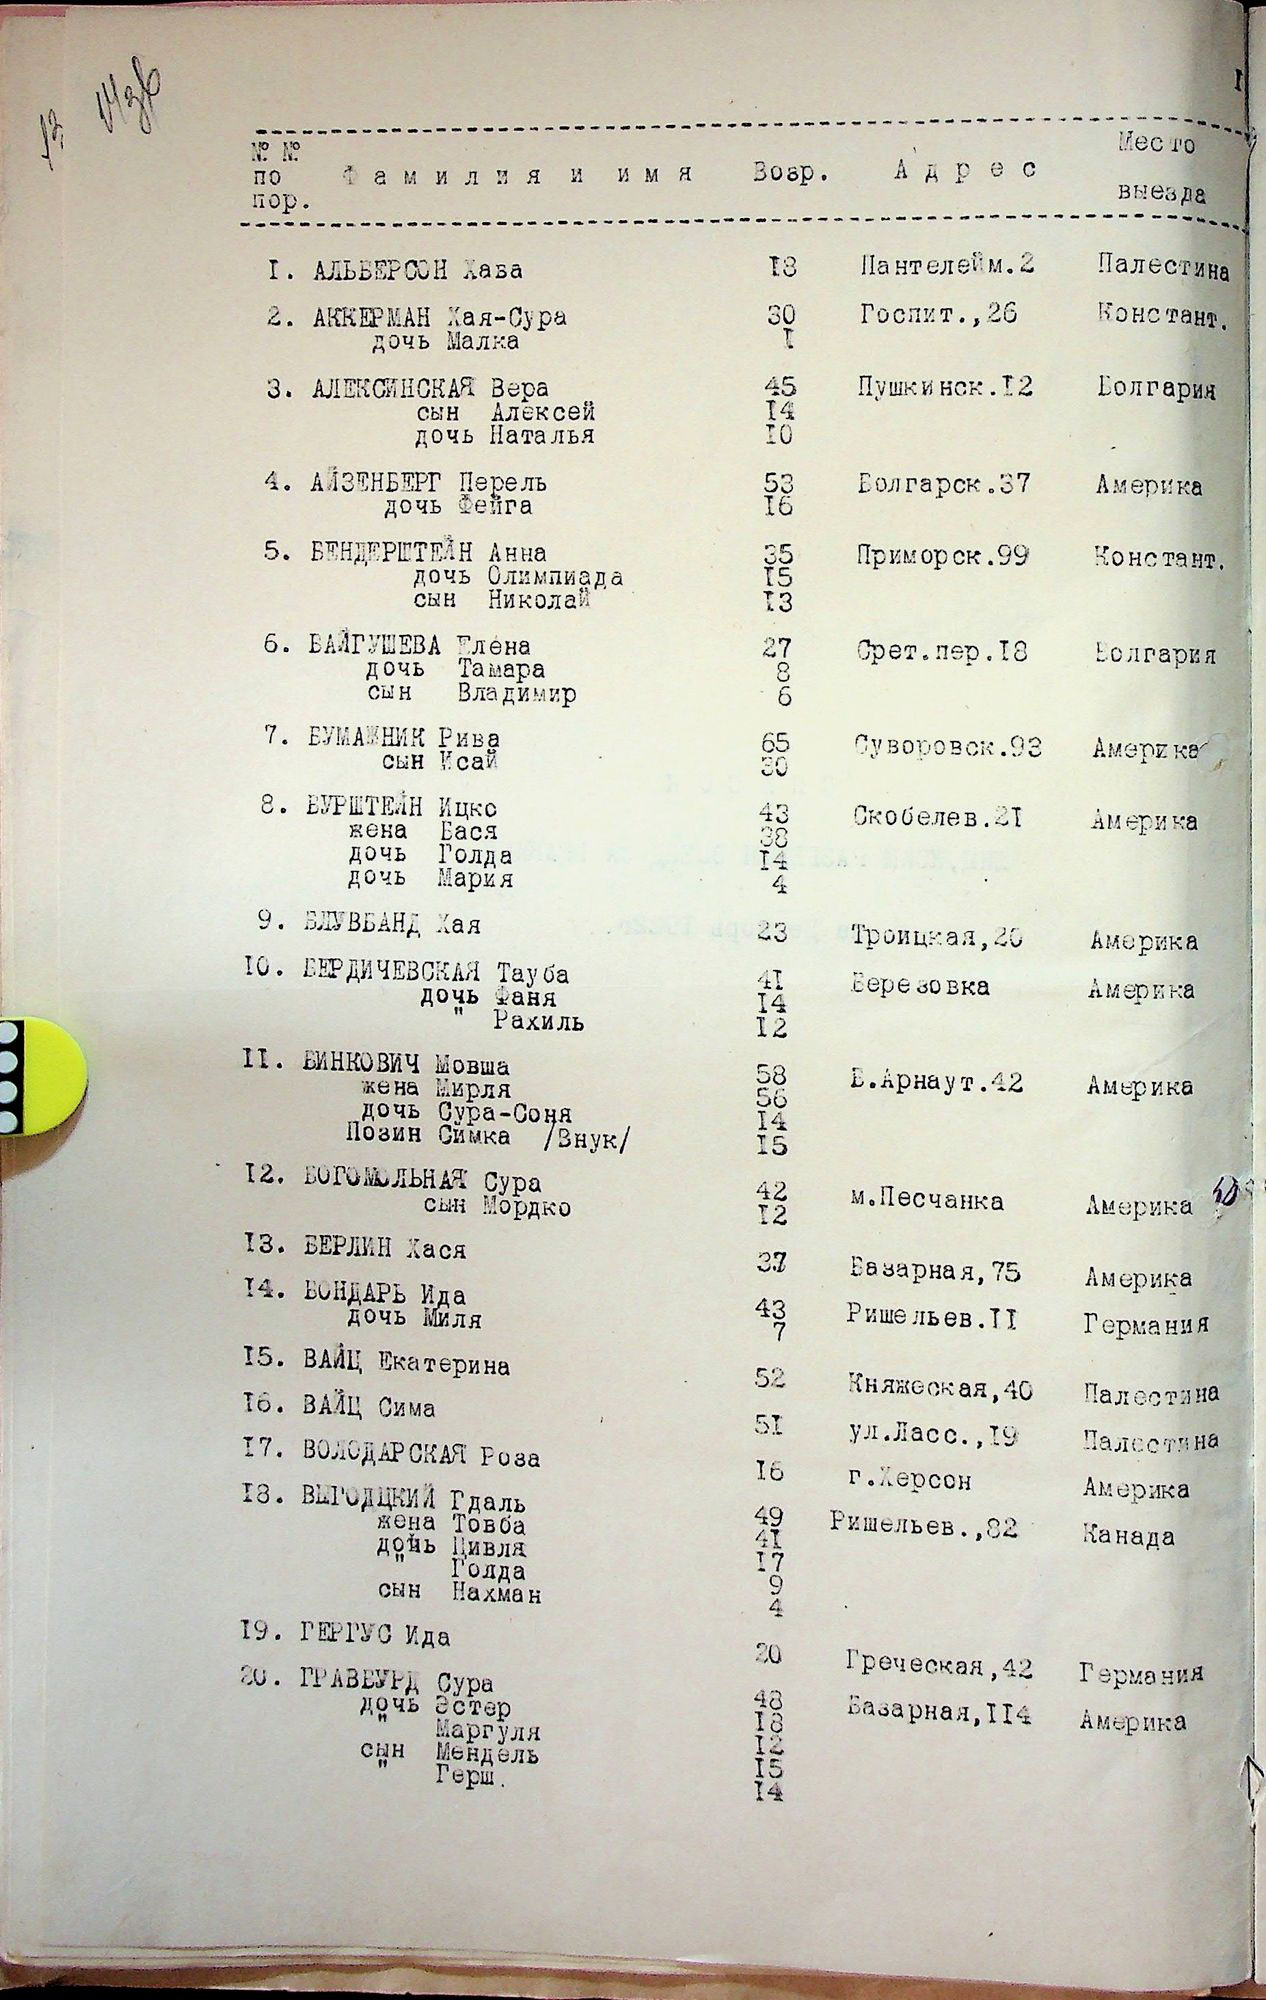 № № по пор. Фамилия и имя Возр. Адрес Место выезда
I. АЛЬБЕРСОН Хава 18 Пантелейм.2 Палестина
2. АККЕРМАН Хая-Сура 30 Госпит.,26 Констант.
дочь Малка I
3. АЛЕКСИНСКАЯ Вера 45 Пушкинск.I2 Болгария
сын Алексей I4
дочь Наталья I0
4. АЙЗЕНБЕРГ Перель 53 Болгарск.37 Америка
дочь Фейга I6
5. БЕНДЕРШТЕЙН Анна 35 Приморск.99 Констант.
дочь Олимпиада I5
сын Николай I3
6. БАЙГУШЕВА Елена 27 Срет.пер.I8 Болгария
дочь Тамара 8
сын Владимир 6
7. БУМАЖНИК Рива 65 Суворовск.93 Америка
сын Исай 30
8. БУРШТЕЙН Ицко 43 Скобелев.2I Америка
жена Бася 38
дочь Голда I4
дочь Мария 4
9. БЛУВБАНД Хая 23 Троицкая,20 Америка
I0. БЕРДИЧЕВСКАЯ Тауба 4I Березовка Америка
дочь Фаня I4
" Рахиль I2
II. БИНКОВИЧ Мовша 58 Б.Арнаут.42 Америка
жена Мирля 56
дочь Сура-Соня I4
Позин Симка /Внук/ I5
I2. БОГОМОЛЬНАЯ Сура 42 м.Песчанка Америка
сын Мордко I2
I3. БЕРЛИН Хася Базарная,75 Америка
I4. БОНДАРЬ Ида 43 Ришельев.II Германия
дочь Миля 7
I5. ВАЙЦ Екатерина 52 Княжеская,40 Палестина
I6. ВАЙЦ Сима 5I ул.Ласс.,I9 Палестина
I7. ВОЛОДАРСКАЯ Роза I6 г.Херсон Америка
I8. ВЫГОДЦКИЙ Гдаль 49 Ришельев.,82 Канада
жена Товба 4I
дочь Цивля I7
" Голда 9
сын Нахман 4
I9. ГЕРГУС Ида 20 Греческая,42 Германия
20. ГРАВБУРД Сура 48 Базарная,II4 Америка
дочь Эстер I8
" Маргуля I2
сын Мендель I5
" Герш. I4